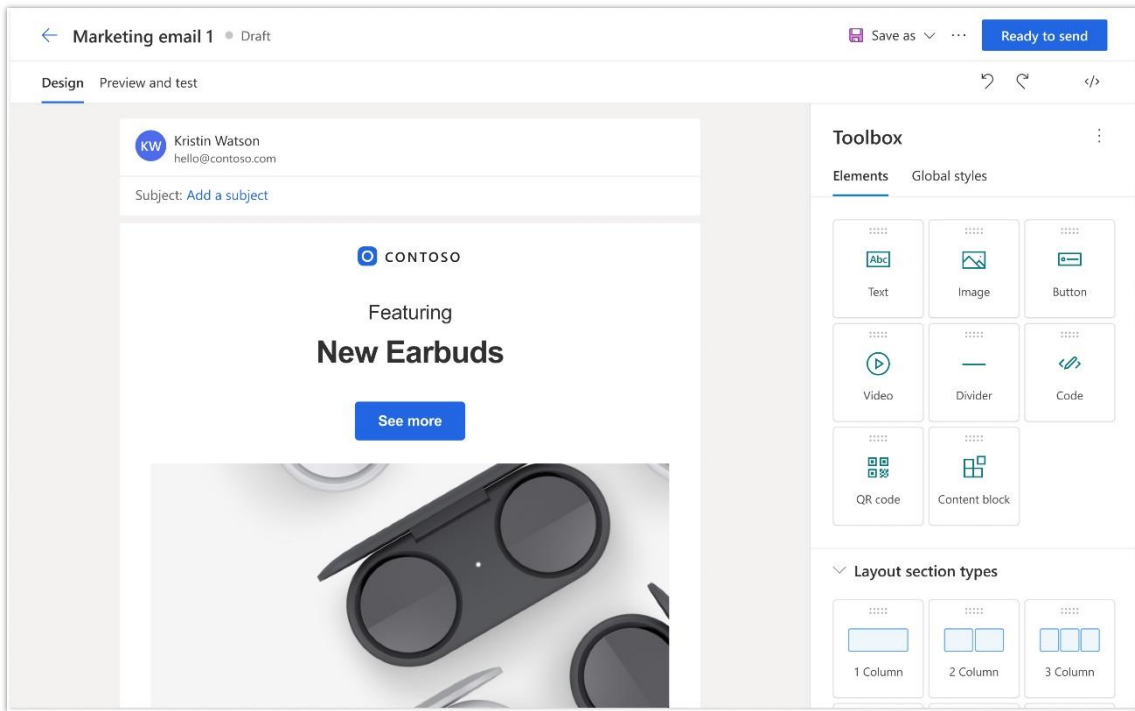 Marketing email 1 Draft
Save as
Ready to send
Design Preview and test
</>
KW
Kristin Watson
hello@contoso.com
Subject: Add a subject
CONTOSO
Featuring
New Earbuds
See more
Toolbox
Elements Global styles
Abc
Text Image Button
Video Divider Code
QR code Content block
Layout section types
1 Column 2 Column 3 Column